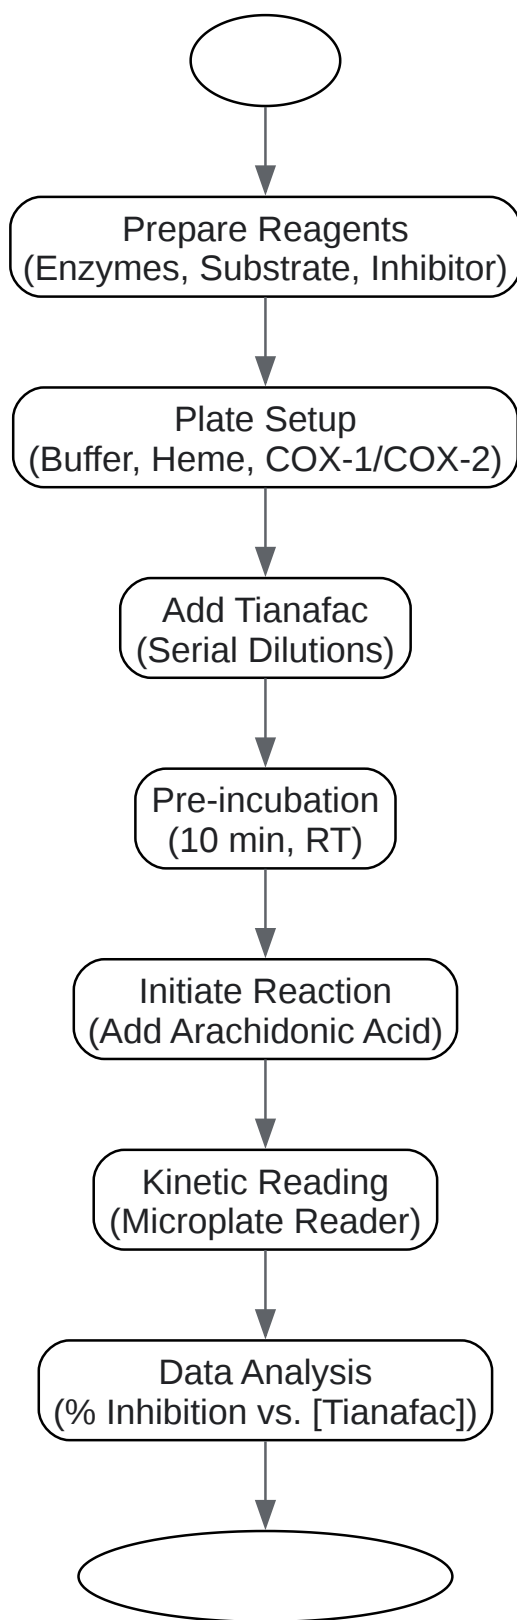 Prepare Reagents
(Enzymes, Substrate, Inhibitor)
Plate Setup
(Buffer, Heme, COX-1/COX-2)
Add Tianafac
(Serial Dilutions)
Pre-incubation
(10 min, RT)
Initiate Reaction
(Add Arachidonic Acid)
Kinetic Reading
(Microplate Reader)
Data Analysis
(% Inhibition vs. [Tianafac])